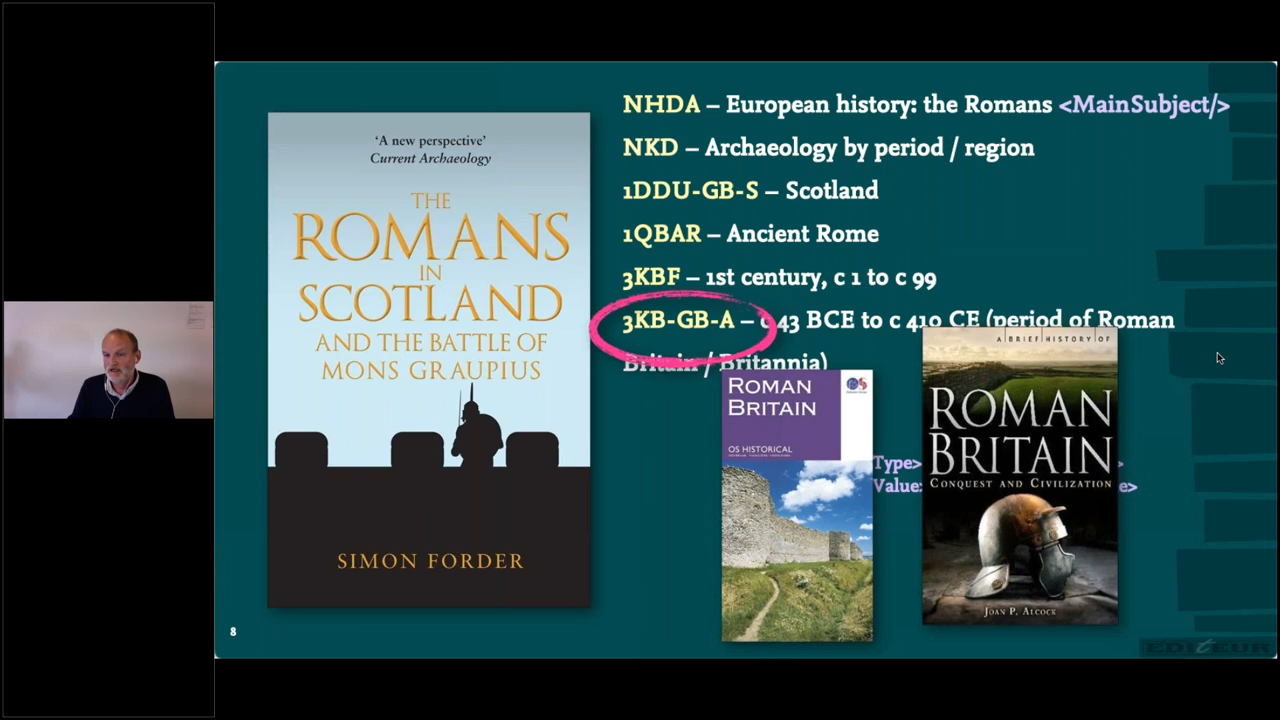 ‘A new perspective’
Current Archaeology
THE
ROMANS
IN
SCOTLAND
AND THE BATTLE OF
MONS GRAUPIUS
SIMON FORDER
NHDA – European history: the Romans <MainSubject/>
NKD – Archaeology by period / region
1DDU-GB-S – Scotland
1QBAR – Ancient Rome
3KBF – 1st century, c 1 to c 99
3KB-GB-A – c 43 BCE to c 410 CE (period of Roman
Britain / Britannia)
ROMAN
BRITAIN
OS HISTORICAL
Type>
Value:
>
e>
A BRIEF HISTORY OF
ROMAN
BRITAIN
CONQUEST AND CIVILIZATION
JOAN P. ALCOCK
8
EDITEUR